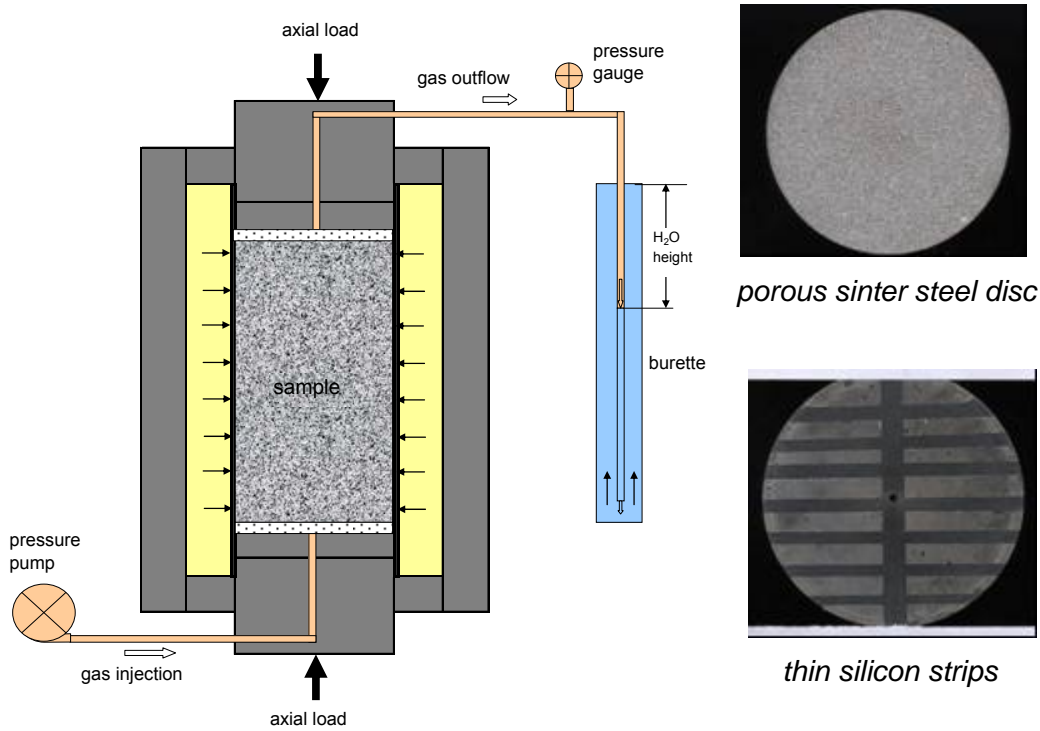 axial load
gas outflow
pressure
gauge
H₂O
height
sample
burette
pressure
pump
gas injection
axial load
porous sinter steel disc
thin silicon strips